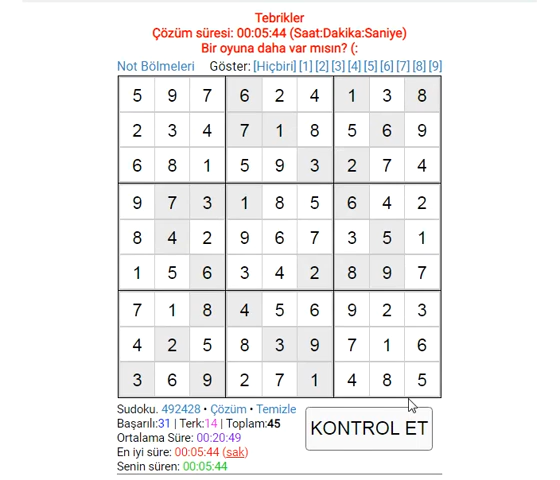 Tebrikler
Çözüm süresi: 00:05:44 (Saat:Dakika:Saniye)
Bir oyuna daha var mısın? (:
Not Bölmeleri Göster: [Hiçbiri] [1] [2] [3] [4] [5] [6] [7] [8] [9]
5 9 7 6 2 4 1 3 8
2 3 4 7 1 8 5 6 9
6 8 1 5 9 3 2 7 4
9 7 3 1 8 5 6 4 2
8 4 2 9 6 7 3 5 1
1 5 6 3 4 2 8 9 7
7 1 8 4 5 6 9 2 3
4 2 5 8 3 9 7 1 6
3 6 9 2 7 1 4 8 5
Sudoku. 492428 • Çözüm • Temizle
Başarılı:31 | Terk:14 | Toplam:45
Ortalama Süre: 00:20:49
En iyi süre: 00:05:44 (sak)
Senin süren: 00:05:44
KONTROL ET